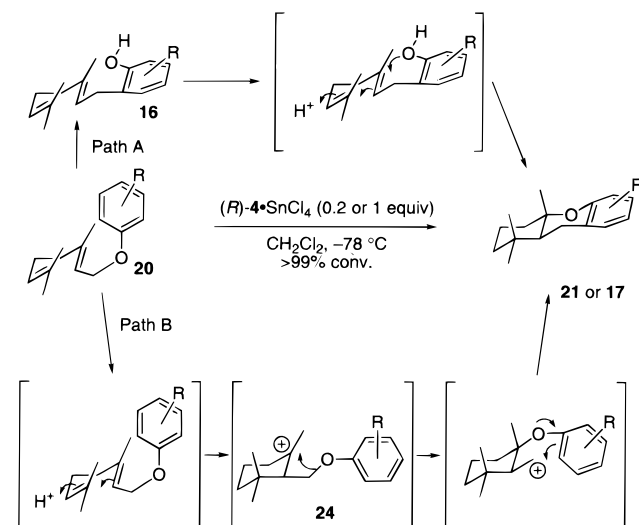 H
O
R
H
O
R
16
H+
Path A
R
(R)-4•SnCl4 (0.2 or 1 equiv)
O
R
CH2Cl2, –78 °C
>99% conv.
O
20
21 or 17
Path B
R
O
H+
⊕
O
R
24
O
R
⊕